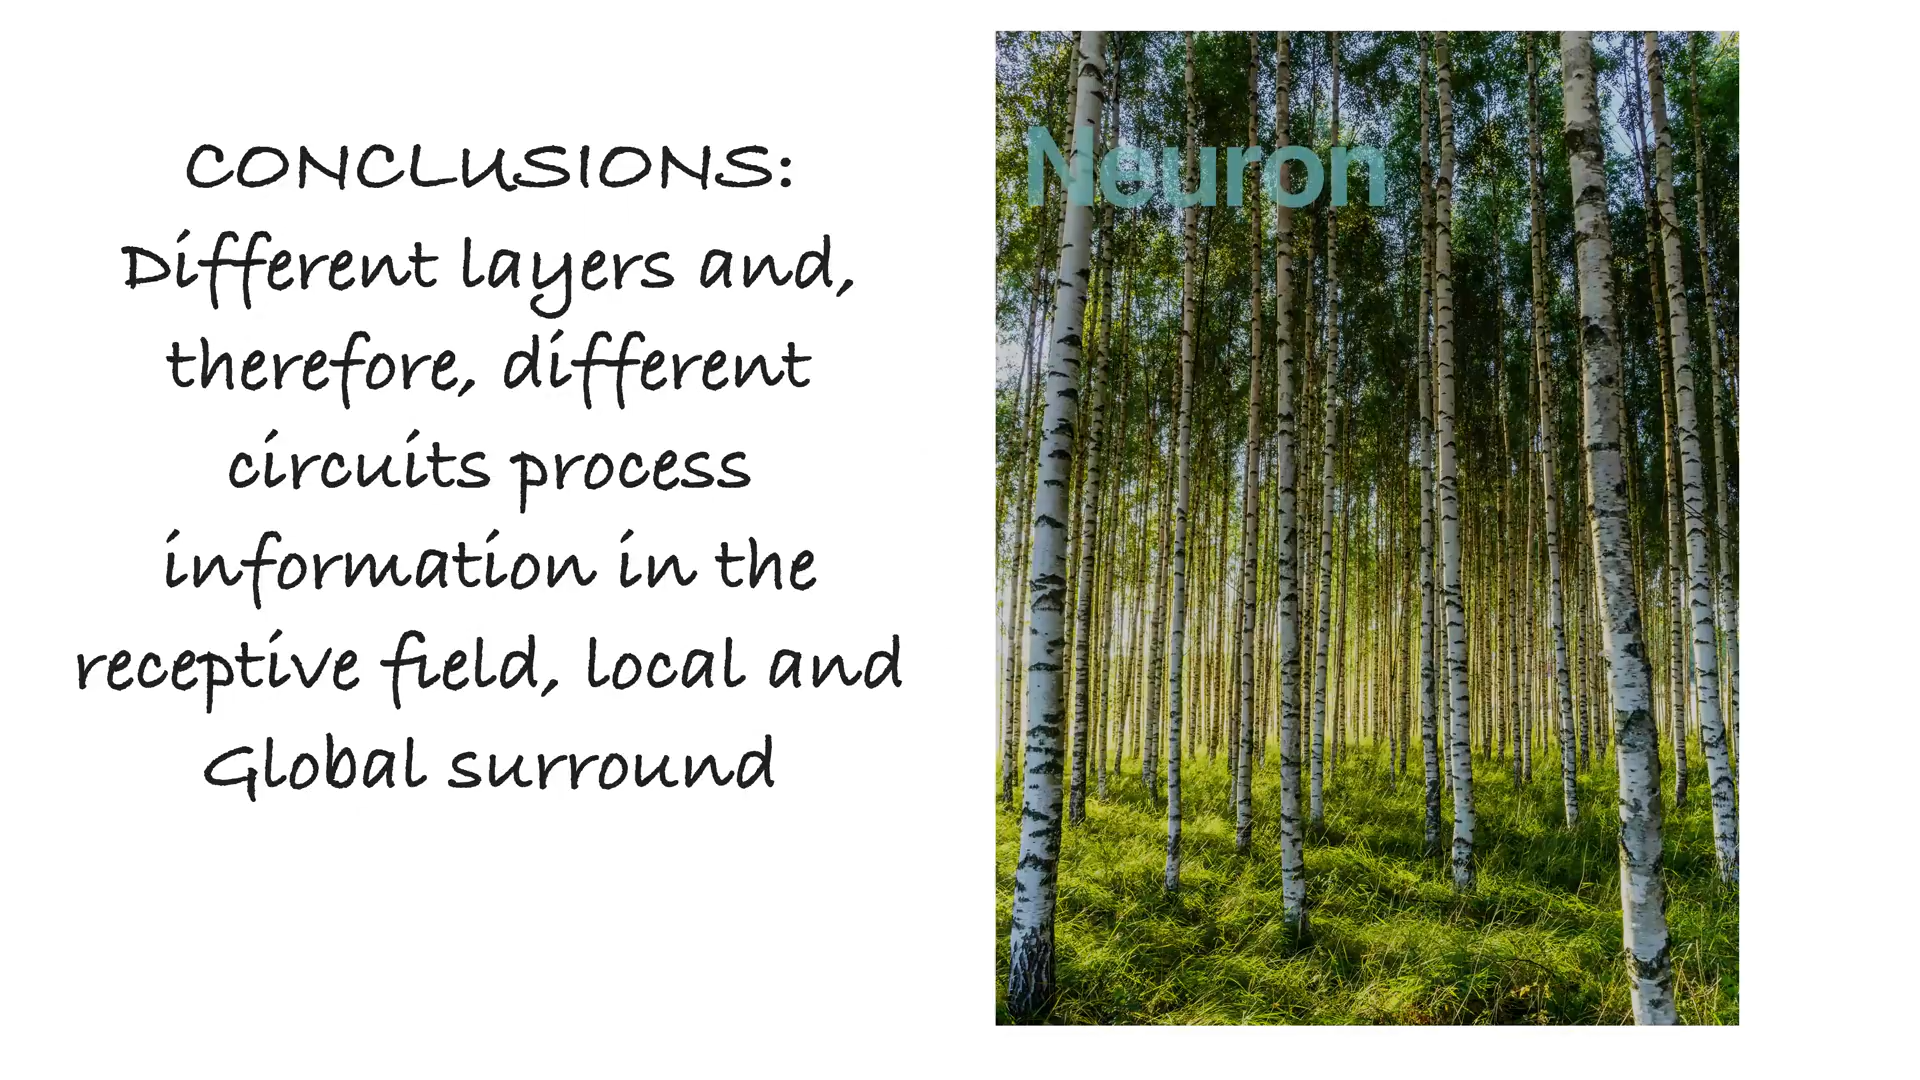 CONCLUSIONS:
Different layers and,
therefore, different
circuits process
information in the
receptive field, local and
Global surround
Neuron